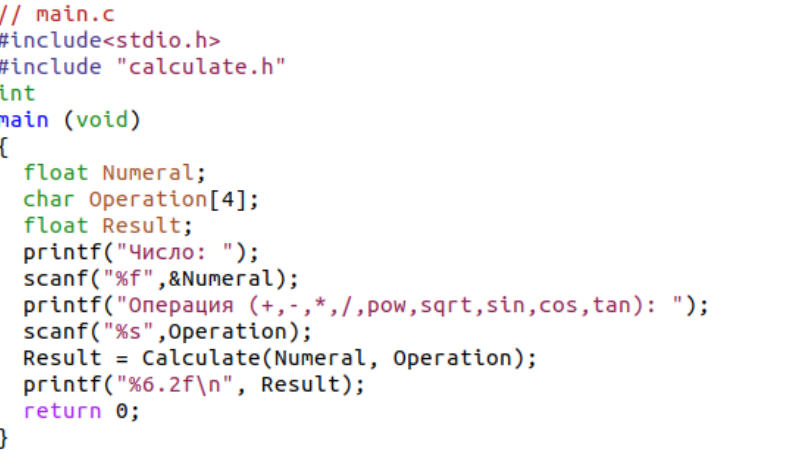 // main.c
#include<stdio.h>
#include "calculate.h"
int
main (void)
{
  float Numeral;
  char Operation[4];
  float Result;
  printf("Число: ");
  scanf("%f",&Numeral);
  printf("Операция (+,-,*,/,pow,sqrt,sin,cos,tan): ");
  scanf("%s",Operation);
  Result = Calculate(Numeral, Operation);
  printf("%6.2f\n", Result);
  return 0;
}